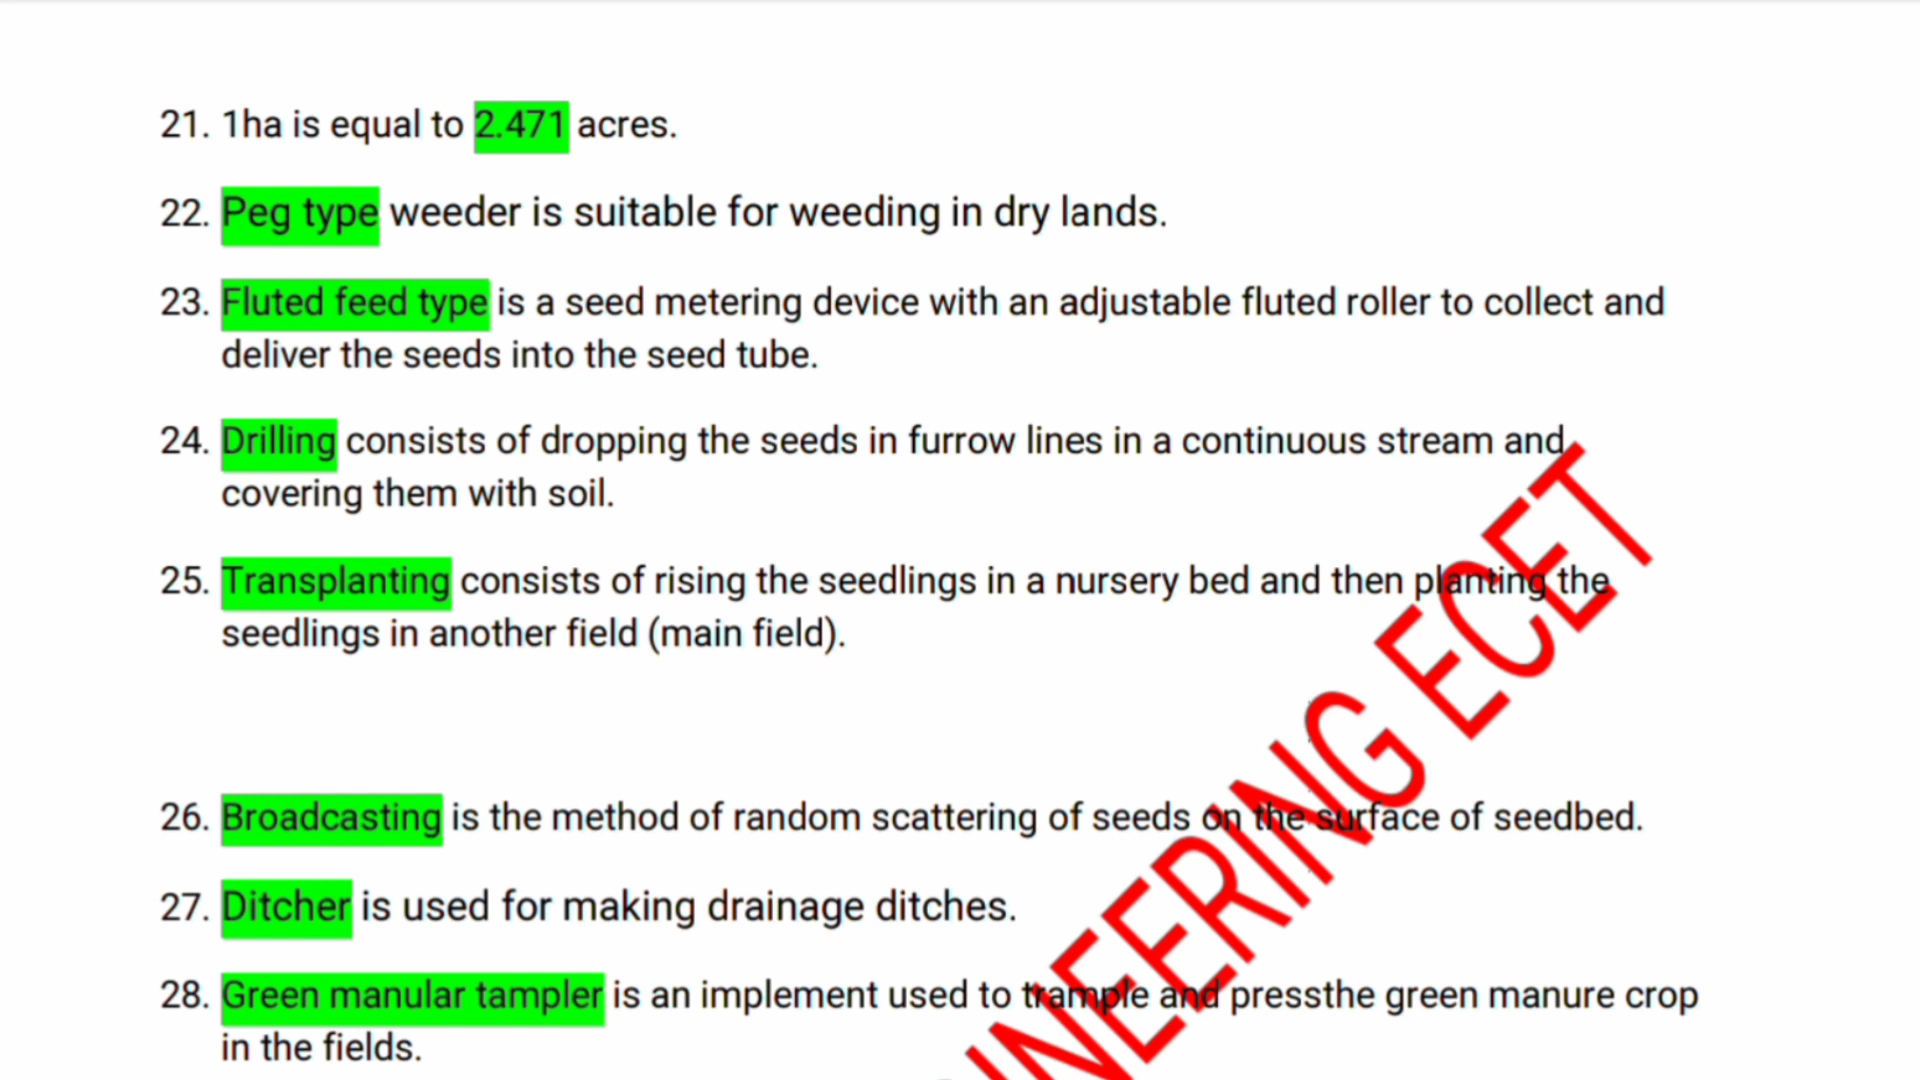 21. 1ha is equal to 2.471 acres.
22. Peg type weeder is suitable for weeding in dry lands.
23. Fluted feed type is a seed metering device with an adjustable fluted roller to collect and
deliver the seeds into the seed tube.
24. Drilling consists of dropping the seeds in furrow lines in a continuous stream and
covering them with soil.
25. Transplanting consists of rising the seedlings in a nursery bed and then planting the
seedlings in another field (main field).
26. Broadcasting is the method of random scattering of seeds on the surface of seedbed.
27. Ditcher is used for making drainage ditches.
28. Green manular tampler is an implement used to trample and pressthe green manure crop
in the fields.
NEERING ECET